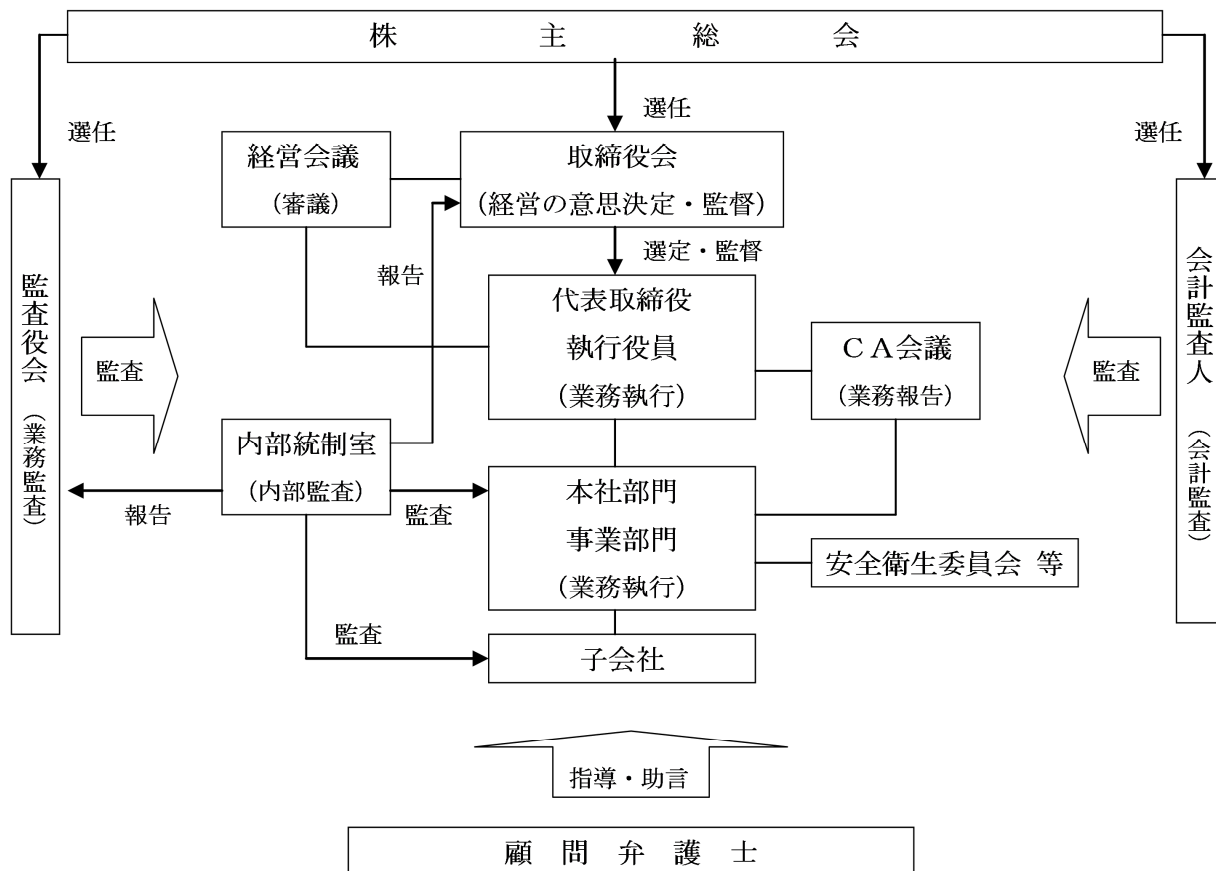 株主総会
選任
選任
選任
経営会議
（審議）
取締役会
（経営の意思決定・監督）
選定・監督
報告
監査役会（業務監査）
監査
代表取締役
執行役員
（業務執行）
ＣＡ会議
（業務報告）
監査
会計監査人（会計監査）
内部統制室
（内部監査）
報告
監査
本社部門
事業部門
（業務執行）
安全衛生委員会 等
監査
子会社
指導・助言
顧問弁護士